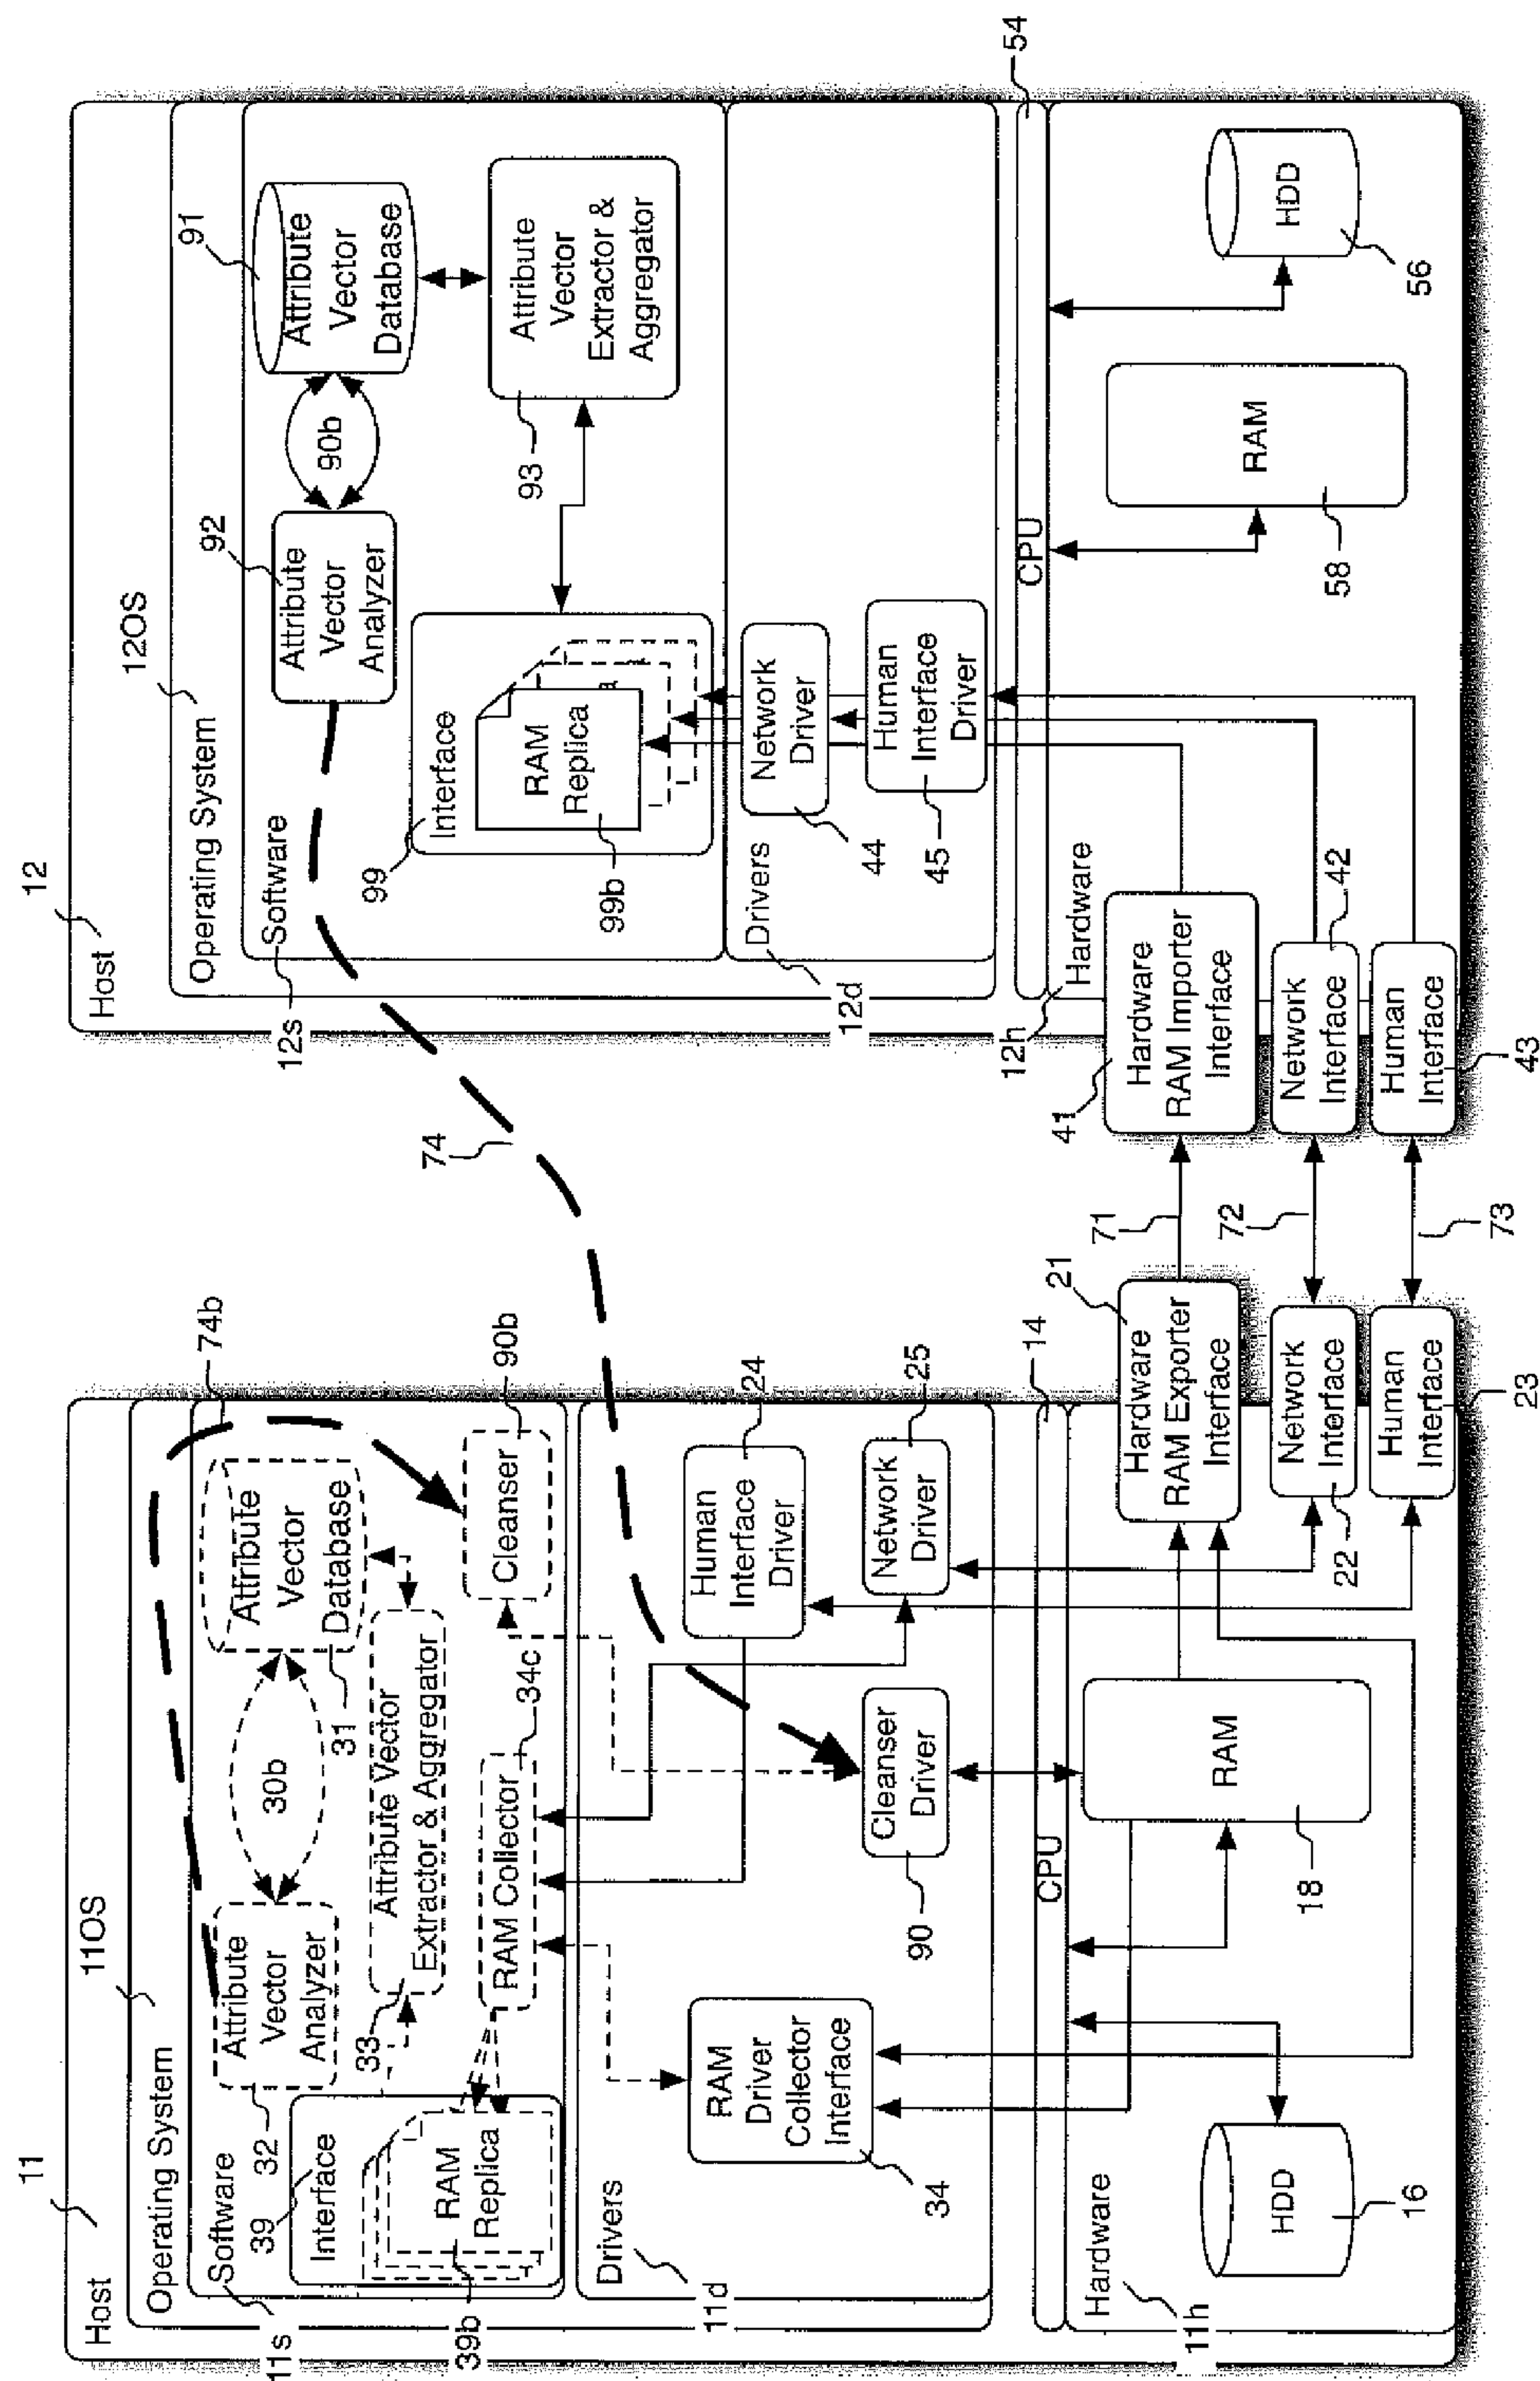 11
Host
11OS
Operating System
Software
11s
32
Attribute
Vector
Analyzer
30b
Attribute
Vector
Database
31
74b
39
Interface
RAM
Replica
39b
33
Attribute Vector
Extractor & Aggregator
RAM Collector
34c
Cleanser
90b
Drivers
11d
RAM
Driver
Collector
Interface
34
Cleanser
Driver
90
Human
Interface
Driver
24
Network
Driver
25
CPU
14
Hardware
11h
HDD
16
RAM
18
Hardware
RAM Exporter
Interface
21
Network
Interface
22
Human
Interface
23
71
72
73
74
12
Host
12OS
Operating System
Software
12s
92
Attribute
Vector
Analyzer
90b
91
Attribute
Vector
Database
Interface
99
RAM
Replica
a
99b
93
Attribute
Vector
Extractor &
Aggregator
Drivers
12d
Network
Driver
44
Human
Interface
Driver
45
CPU
54
Hardware
12h
Hardware
RAM Importer
Interface
41
Network
Interface
42
Human
Interface
43
RAM
58
HDD
56